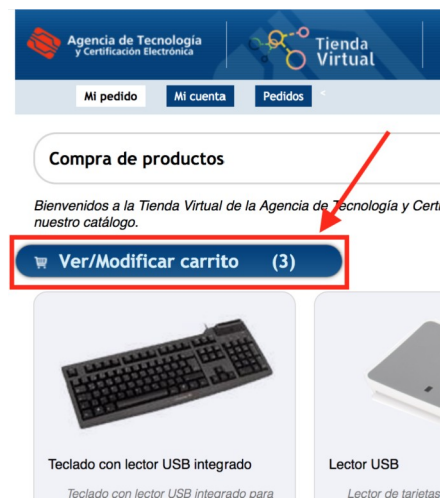 Agencia de Tecnología
y Certificación Electrónica
Tienda
Virtual
Mi pedido Mi cuenta Pedidos <
Compra de productos
Bienvenidos a la Tienda Virtual de la Agencia de Tecnología y Certi
nuestro catálogo.
Ver/Modificar carrito (3)
Teclado con lector USB integrado
Lector USB
Teclado con lector USB integrado para
Lector de tarjetas